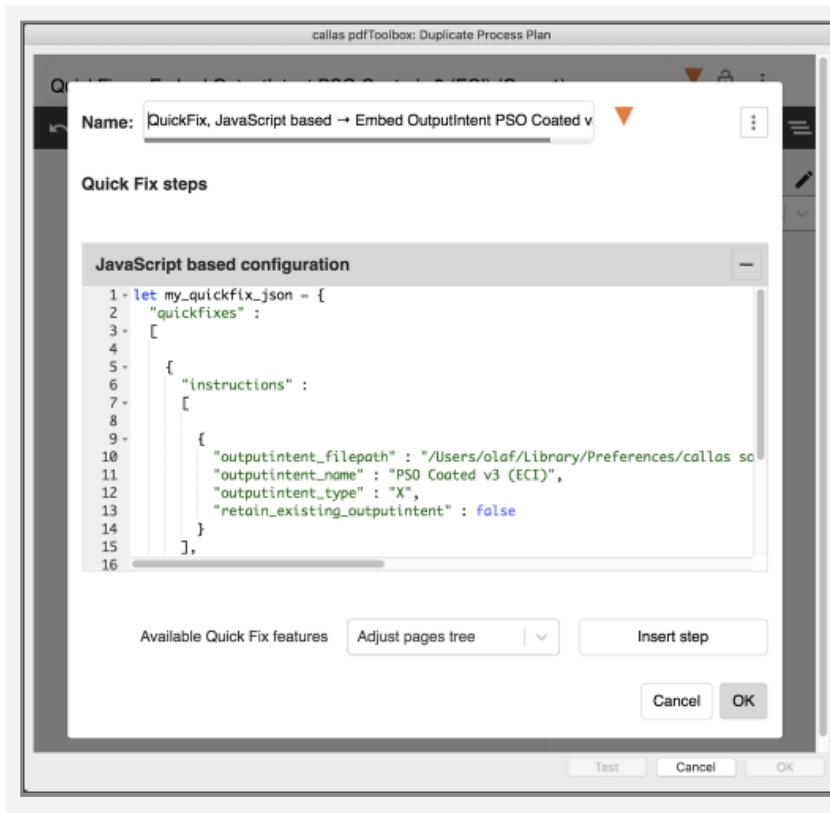 callas pdfToolbox: Duplicate Process Plan
Name: QuickFix, JavaScript based → Embed OutputIntent PSO Coated v
Quick Fix steps
JavaScript based configuration
1 let my_quickfix_json = {
2 "quickfixes" :
3 [
4
5 {
6 "instructions" :
7 [
8
9 {
10 "outputintent_filepath" : "/Users/olaf/Library/Preferences/callas so
11 "outputintent_name" : "PSO Coated v3 (ECI)",
12 "outputintent_type" : "X",
13 "retain_existing_outputintent" : false
14 }
15 ],
16
Available Quick Fix features Adjust pages tree Insert step
Cancel OK
Test Cancel OK